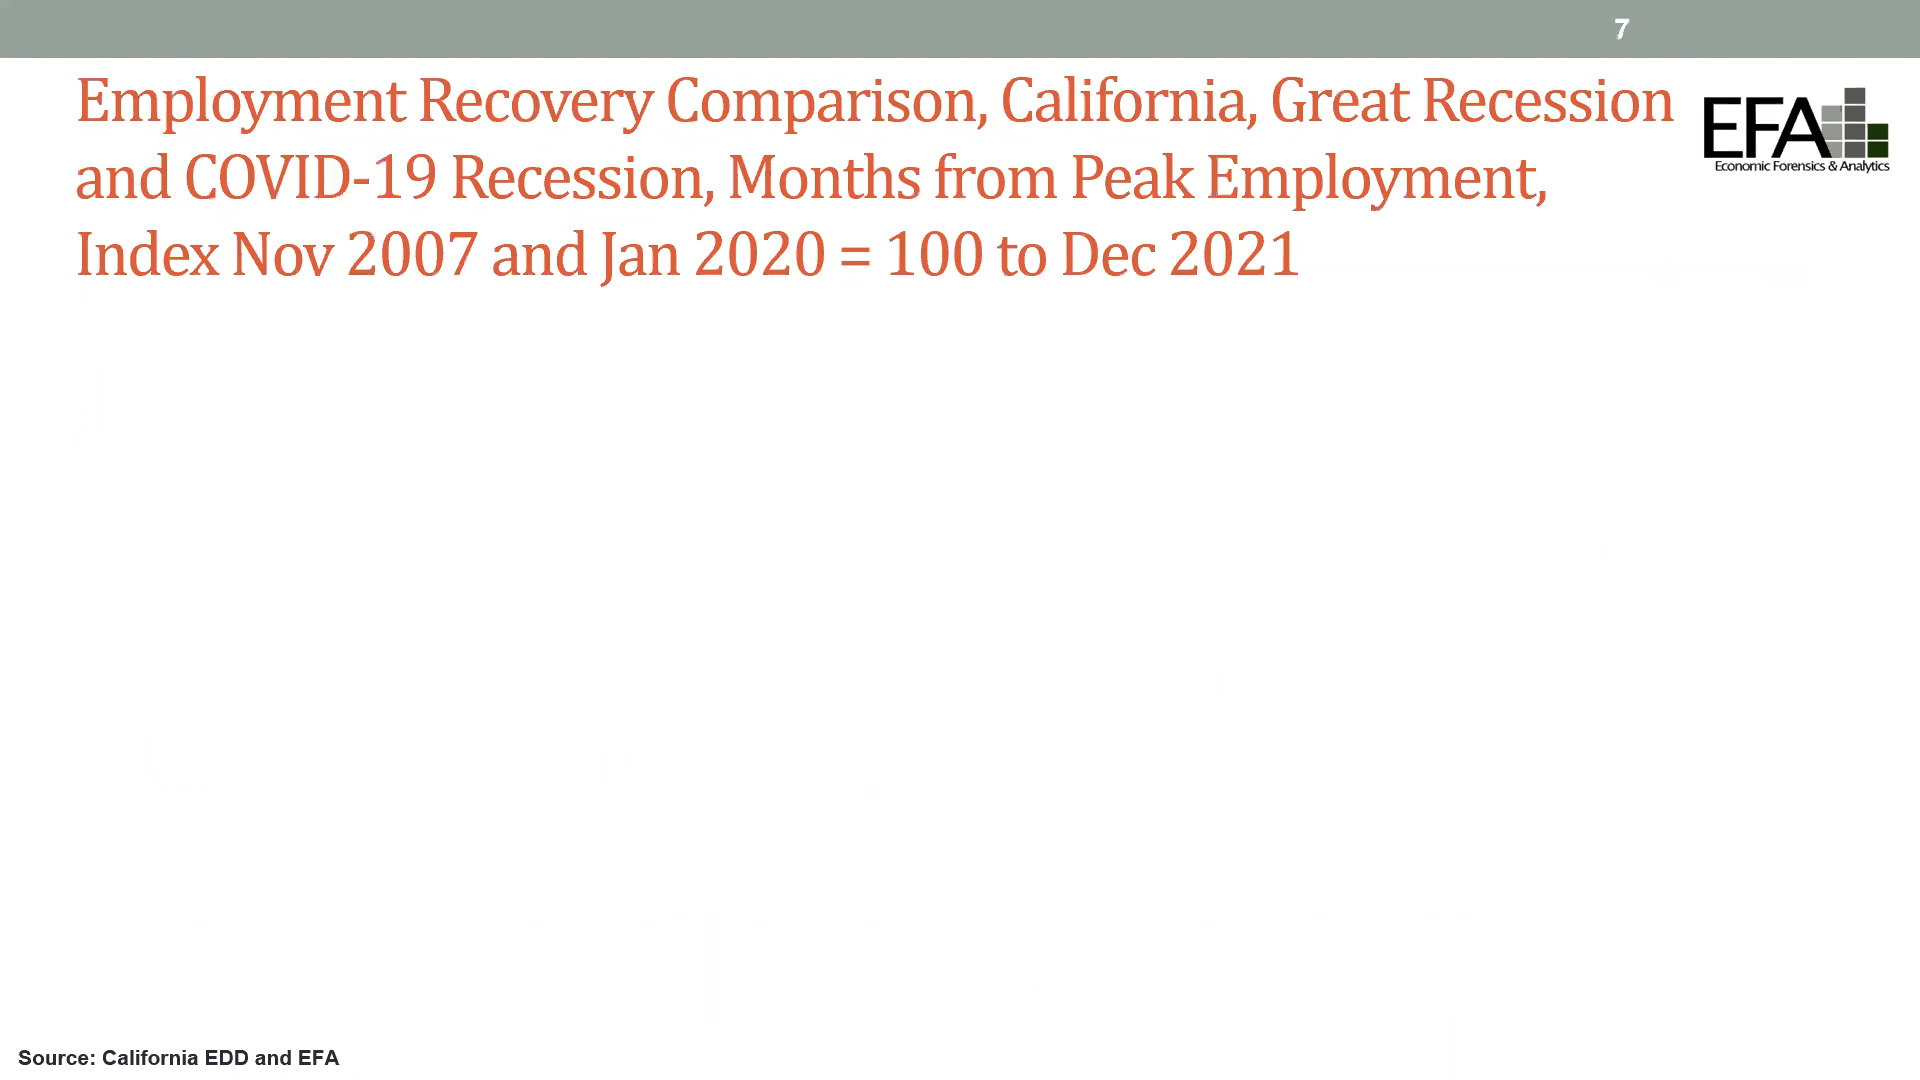 7
Employment Recovery Comparison, California, Great Recession
and COVID-19 Recession, Months from Peak Employment,
Index Nov 2007 and Jan 2020 = 100 to Dec 2021
EFA
Economic Forensics & Analytics
Source: California EDD and EFA